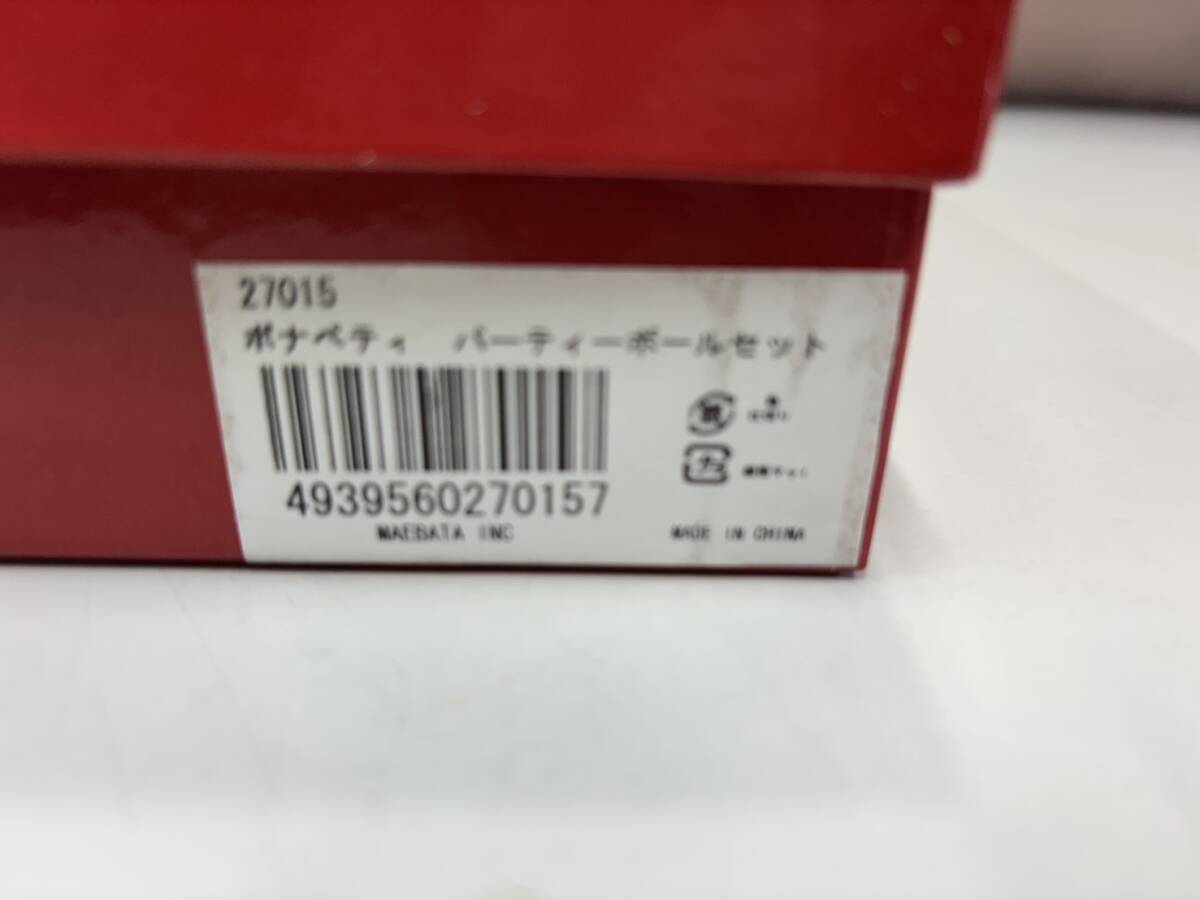 27015
ボナペティ　パーティーボールセット
4939560270157
MAEBATA INC
MADE IN CHINA